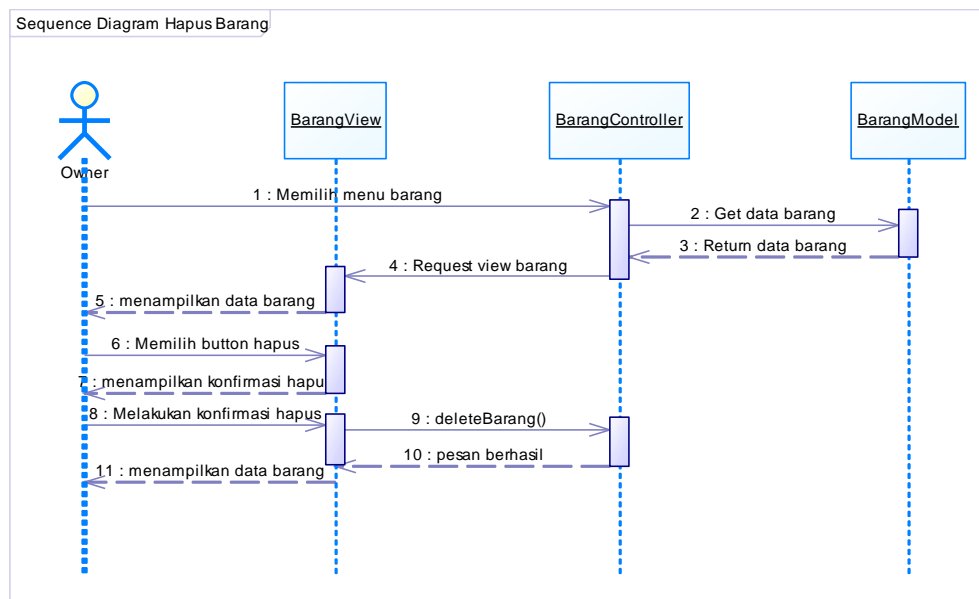 Sequence Diagram Hapus Barang
Owner
BarangView
BarangController
BarangModel
1 : Memilih menu barang
2 : Get data barang
3 : Return data barang
4 : Request view barang
5 : menampilkan data barang
6 : Memilih button hapus
7 : menampilkan konfirmasi hapu
8 : Melakukan konfirmasi hapus
9 : deleteBarang()
10 : pesan berhasil
11 : menampilkan data barang